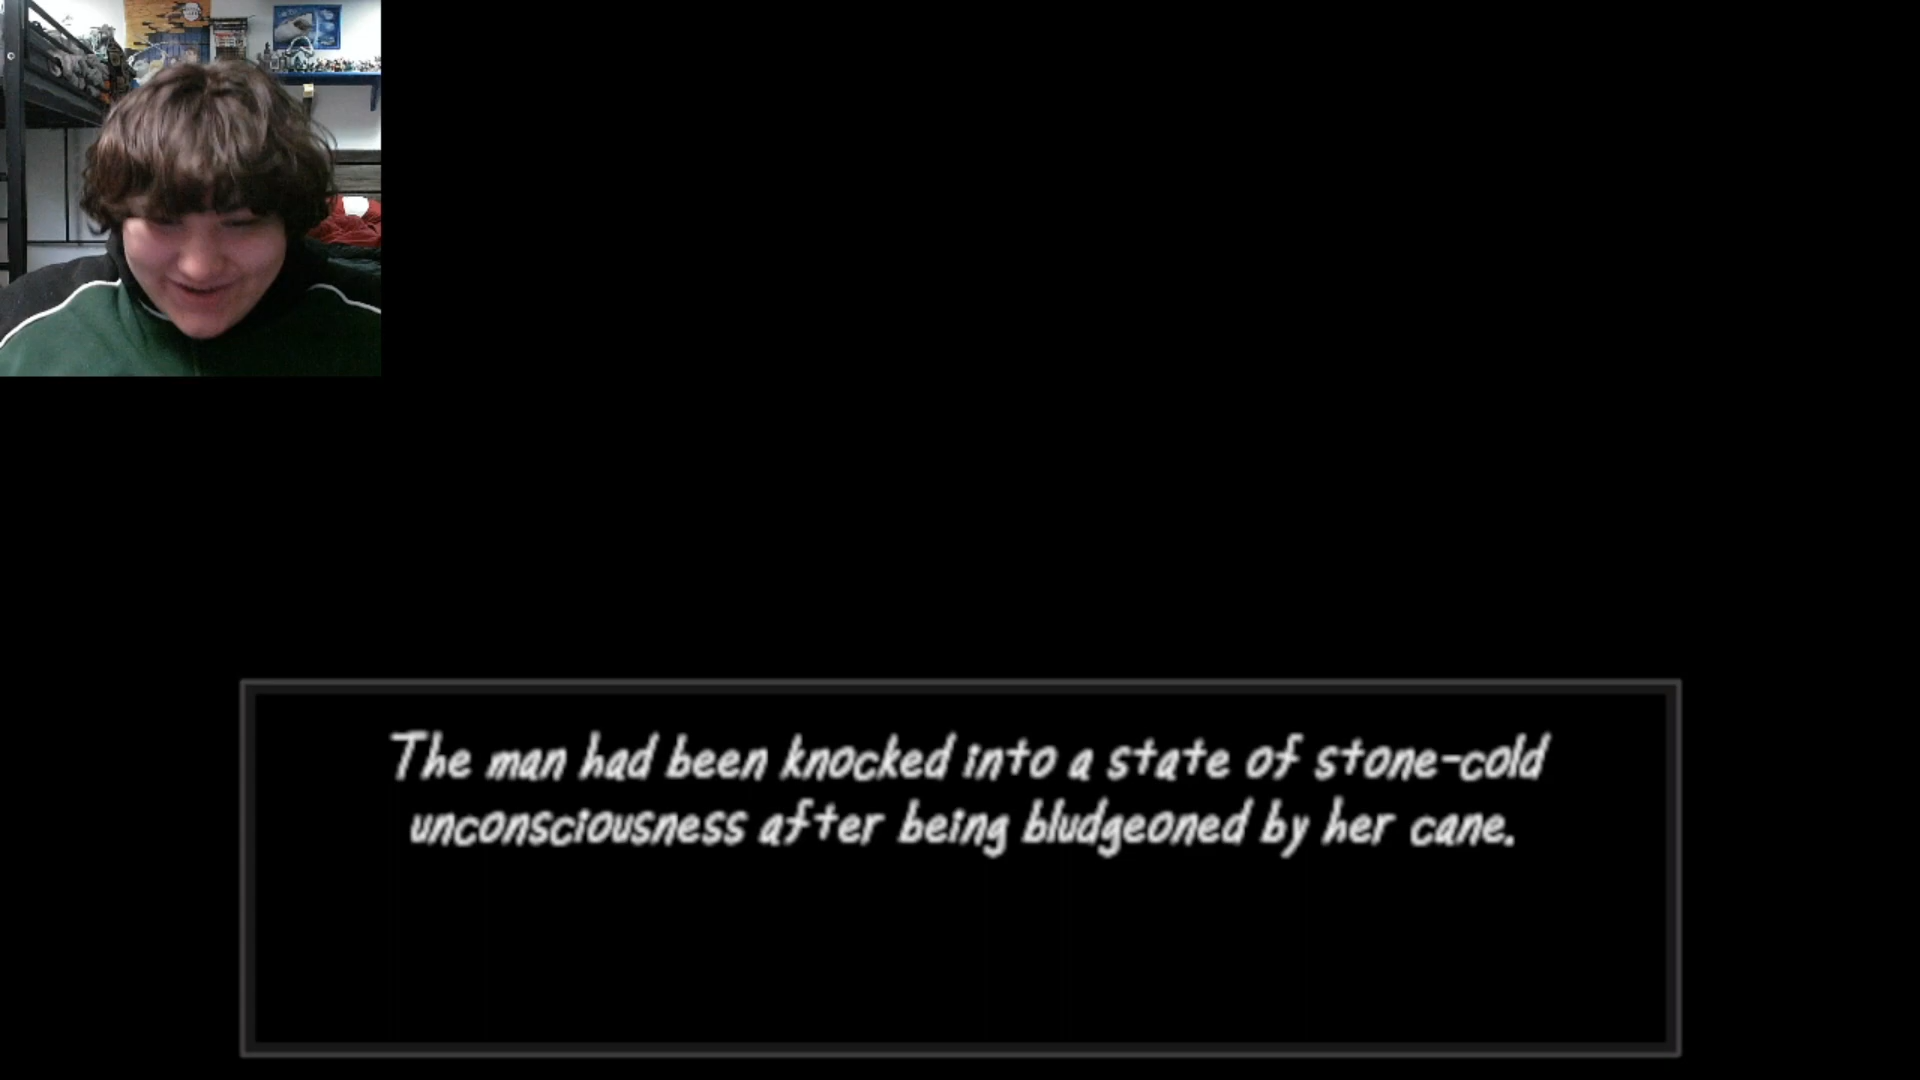 The man had been knocked into a state of stone-cold
unconsciousness after being bludgeoned by her cane.